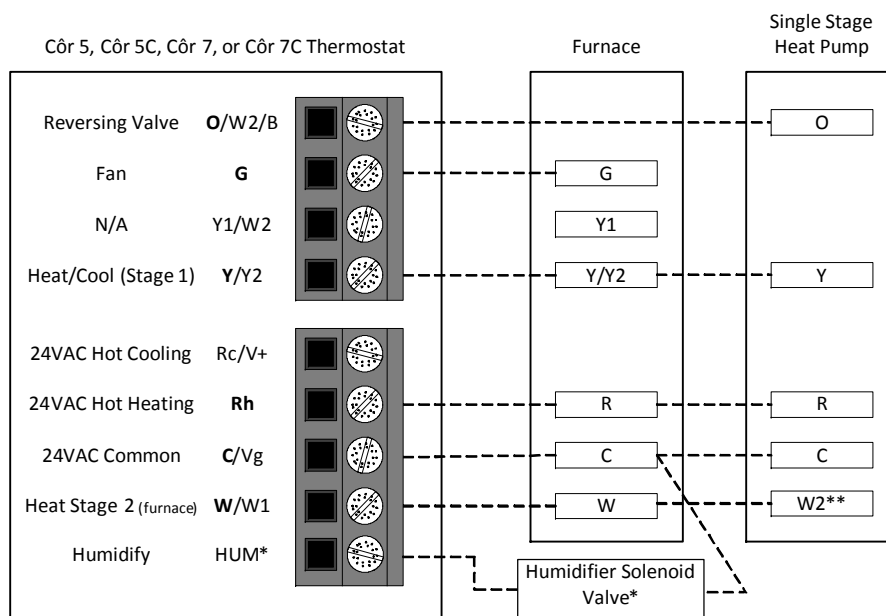 Côr 5, Côr 5C, Côr 7, or Côr 7C Thermostat
Furnace
Single Stage
Heat Pump
Reversing Valve O/W2/B
O
Fan G
G
N/A Y1/W2
Y1
Heat/Cool (Stage 1) Y/Y2
Y/Y2
Y
24VAC Hot Cooling Rc/V+
24VAC Hot Heating Rh
R
R
24VAC Common C/Vg
C
C
Heat Stage 2 (furnace) W/W1
W
W2**
Humidify HUM*
Humidifier Solenoid
Valve*